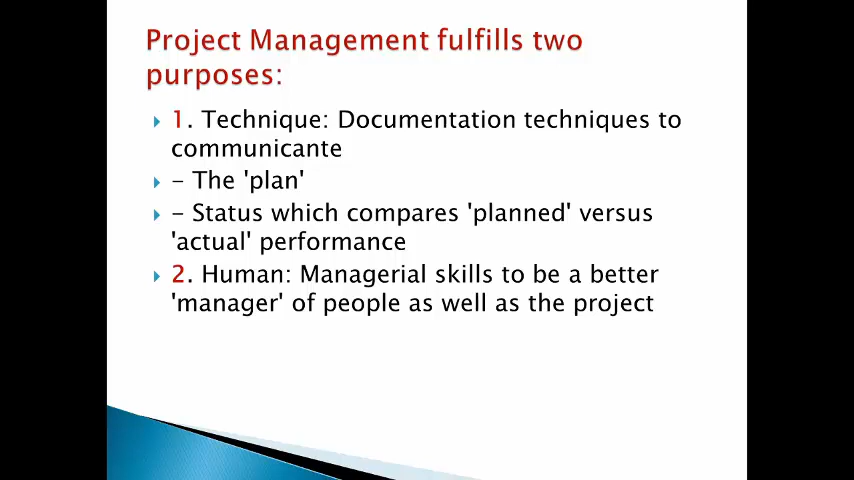 Project Management fulfills two
purposes:
1. Technique: Documentation techniques to
communicante
- The 'plan'
- Status which compares 'planned' versus
'actual' performance
2. Human: Managerial skills to be a better
'manager' of people as well as the project